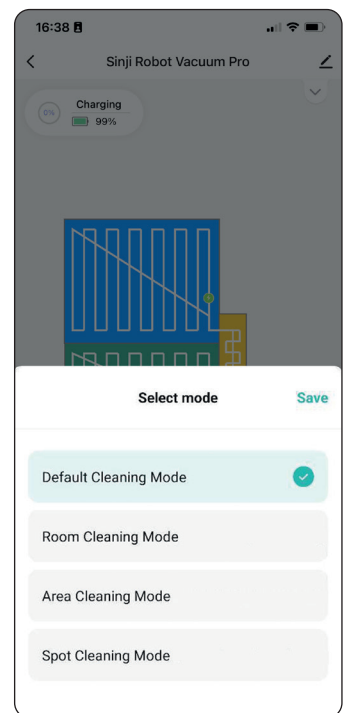 16:38
Sinji Robot Vacuum Pro
0%
Charging
99%
Select mode
Save
Default Cleaning Mode
Room Cleaning Mode
Area Cleaning Mode
Spot Cleaning Mode